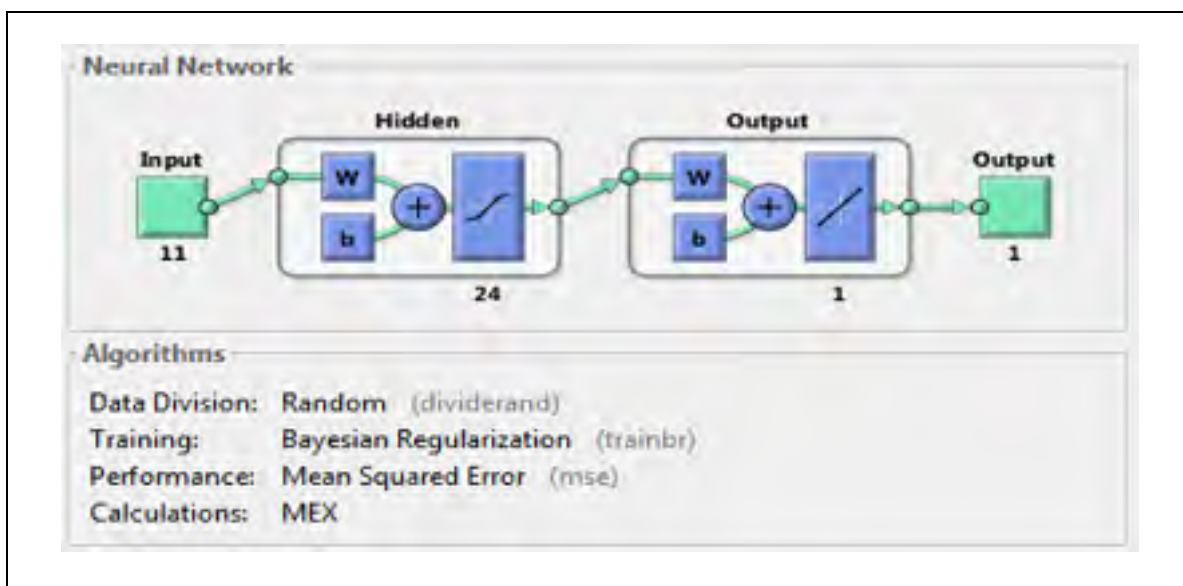 Neural Network
Hidden
Output
Input
Output
W
b
+
W
b
+
11
24
1
1
Algorithms
Data Division: Random (dividerand)
Training: Bayesian Regularization (trainbr)
Performance: Mean Squared Error (mse)
Calculations: MEX